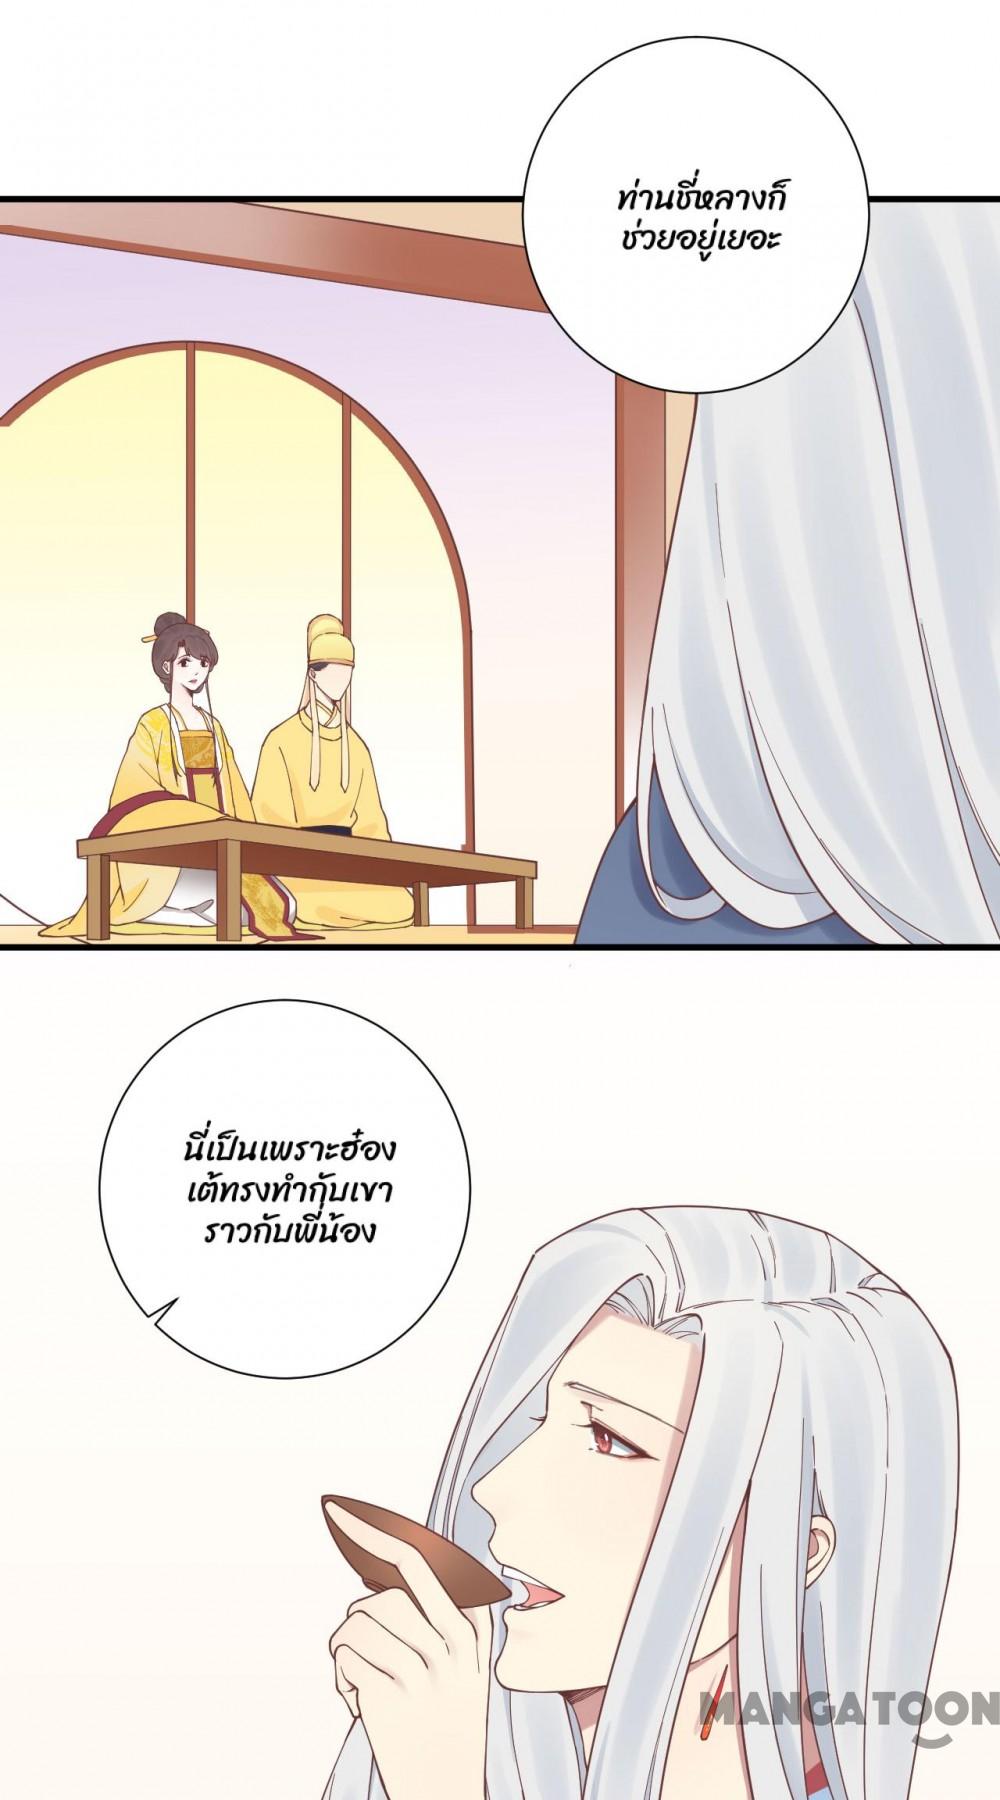 ท่านชี่หลางก็
ช่วยอยู่เยอะ
นี่เป็นเพราะฮ๋อง
เต้ทรงทำกับเขา
ราวกับพี่น้อง
MANGATOON